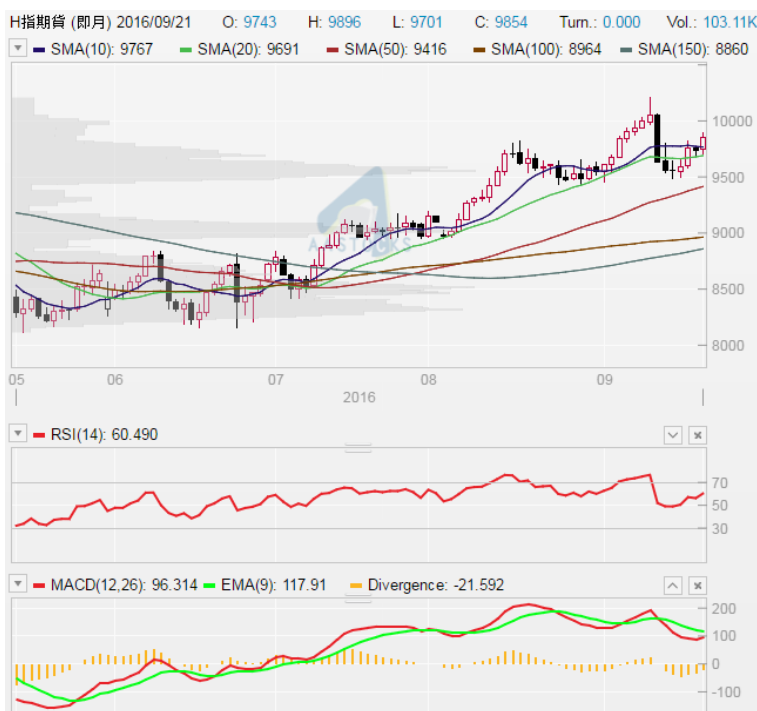 H指期貨 (即月) 2016/09/21 O: 9743 H: 9896 L: 9701 C: 9854 Turn.: 0.000 Vol.: 103.11K
SMA(10): 9767 SMA(20): 9691 SMA(50): 9416 SMA(100): 8964 SMA(150): 8860
10000
9500
9000
8500
8000
AASTOCKS
05 06 07 08 09
2016
RSI(14): 60.490
70
50
30
MACD(12,26): 96.314 EMA(9): 117.91 Divergence: -21.592
200
100
0
-100